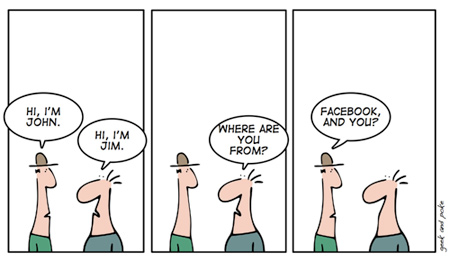 HI, I'M
JOHN.
HI, I'M
JIM.
WHERE ARE
YOU
FROM?
FACEBOOK,
AND YOU?
geek and poke